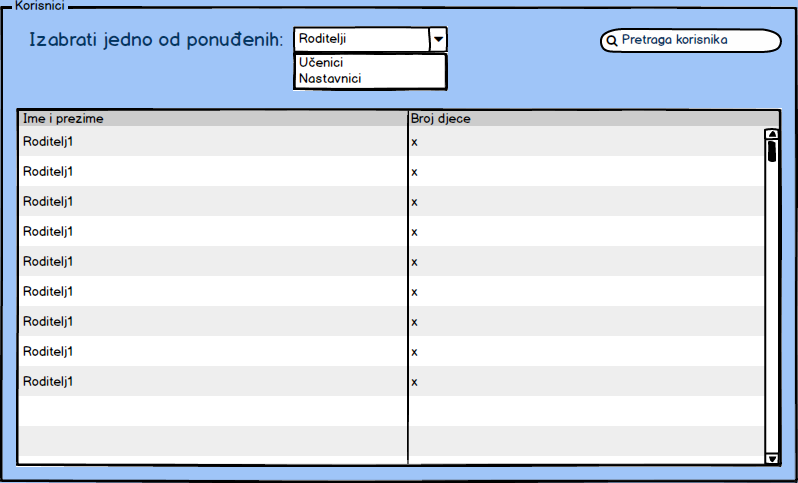 Korisnici
Izabrati jedno od ponuđenih: Roditelji
Pretraga korisnika
Učenici
Nastavnici
Ime i prezime Broj djece
Roditelj1 x
Roditelj1 x
Roditelj1 x
Roditelj1 x
Roditelj1 x
Roditelj1 x
Roditelj1 x
Roditelj1 x
Roditelj1 x